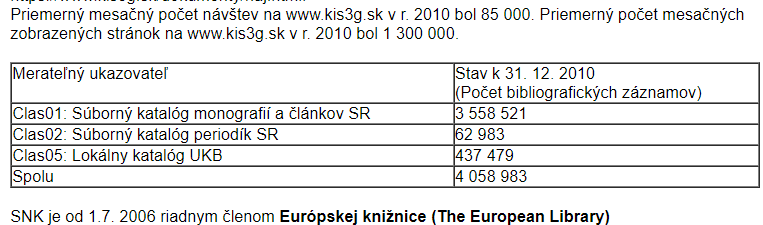 Priemerný mesačný počet návštev na www.kis3g.sk v r. 2010 bol 85 000. Priemerný počet mesačných
zobrazených stránok na www.kis3g.sk v r. 2010 bol 1 300 000.
Merateľný ukazovateľ
Stav k 31. 12. 2010
(Počet bibliografických záznamov)
Clas01: Súborný katalóg monografií a článkov SR
3 558 521
Clas02: Súborný katalóg periodík SR
62 983
Clas05: Lokálny katalóg UKB
437 479
Spolu
4 058 983
SNK je od 1.7. 2006 riadnym členom Európskej knižnice (The European Library)